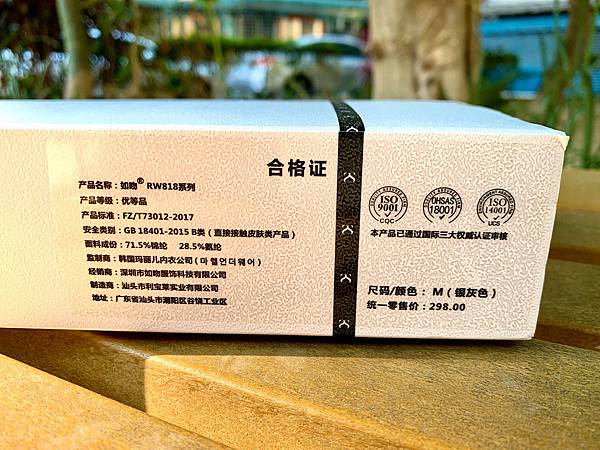 合格证
产品名称：如吻® RW818系列
产品等级：优等品
产品标准：FZ/T73012-2017
安全类别：GB 18401-2015 B类（直接接触皮肤类产品）
面料成份：71.5%锦纶 28.5%氨纶
监制商：韩国玛丽儿内衣公司(마렐언더웨어)
经销商：深圳市如吻服饰科技有限公司
制造商：汕头市利宝莱实业有限公司
地址：广东省汕头市潮阳区谷饶工业区
ISO 9001
CQC
OHSAS 18001
ISO 14001
UCS
本产品已通过国际三大权威认证审核
尺码/颜色：M（银灰色）
统一零售价：298.00